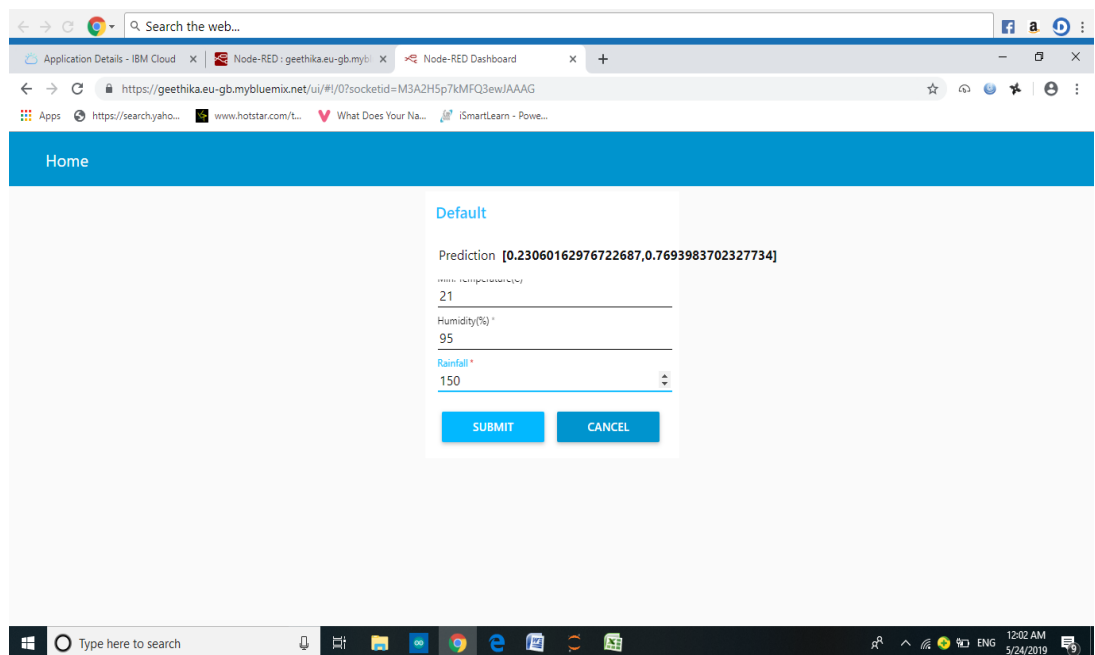 Search the web...
Application Details - IBM Cloud
Node-RED : geethika.eu-gb.mybl
Node-RED Dashboard
https://geethika.eu-gb.mybluemix.net/ui/#!/0?socketid=M3A2H5p7kMFQ3ewJAAAG
Apps https://search.yaho... www.hotstar.com/t... What Does Your Na... iSmartLearn - Powe...
Home
Default
Prediction [0.23060162976722687,0.7693983702327734]
Min. Temperature(C)
21
Humidity(%) *
95
Rainfall *
150
SUBMIT CANCEL
Type here to search
ENG
12:02 AM
5/24/2019